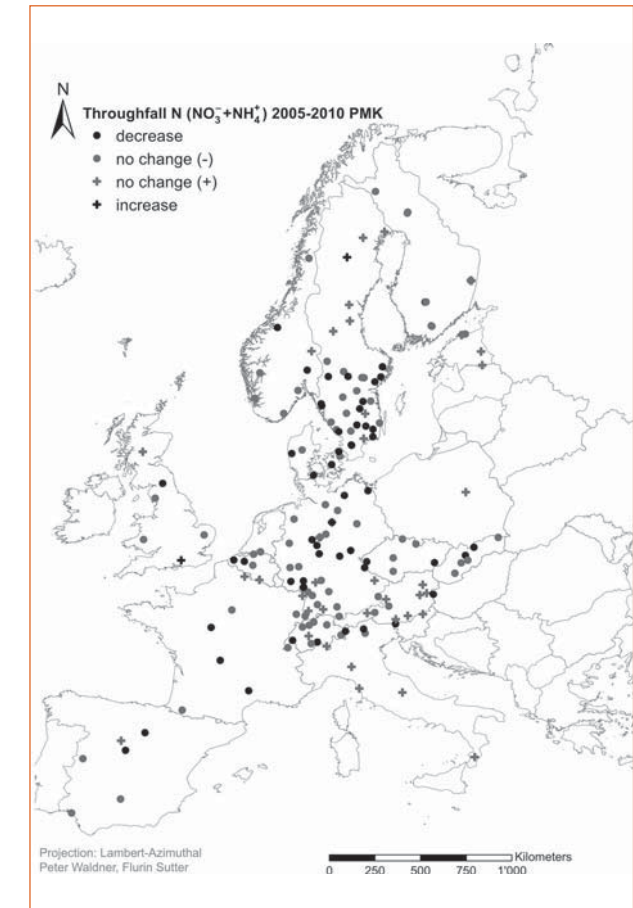 N
Throughfall N (NO₃⁻+NH₄⁺) 2005-2010 PMK
decrease
no change (-)
no change (+)
increase
Projection: Lambert-Azimuthal
Peter Waldner, Flurin Sutter
Kilometers
0 250 500 750 1'000